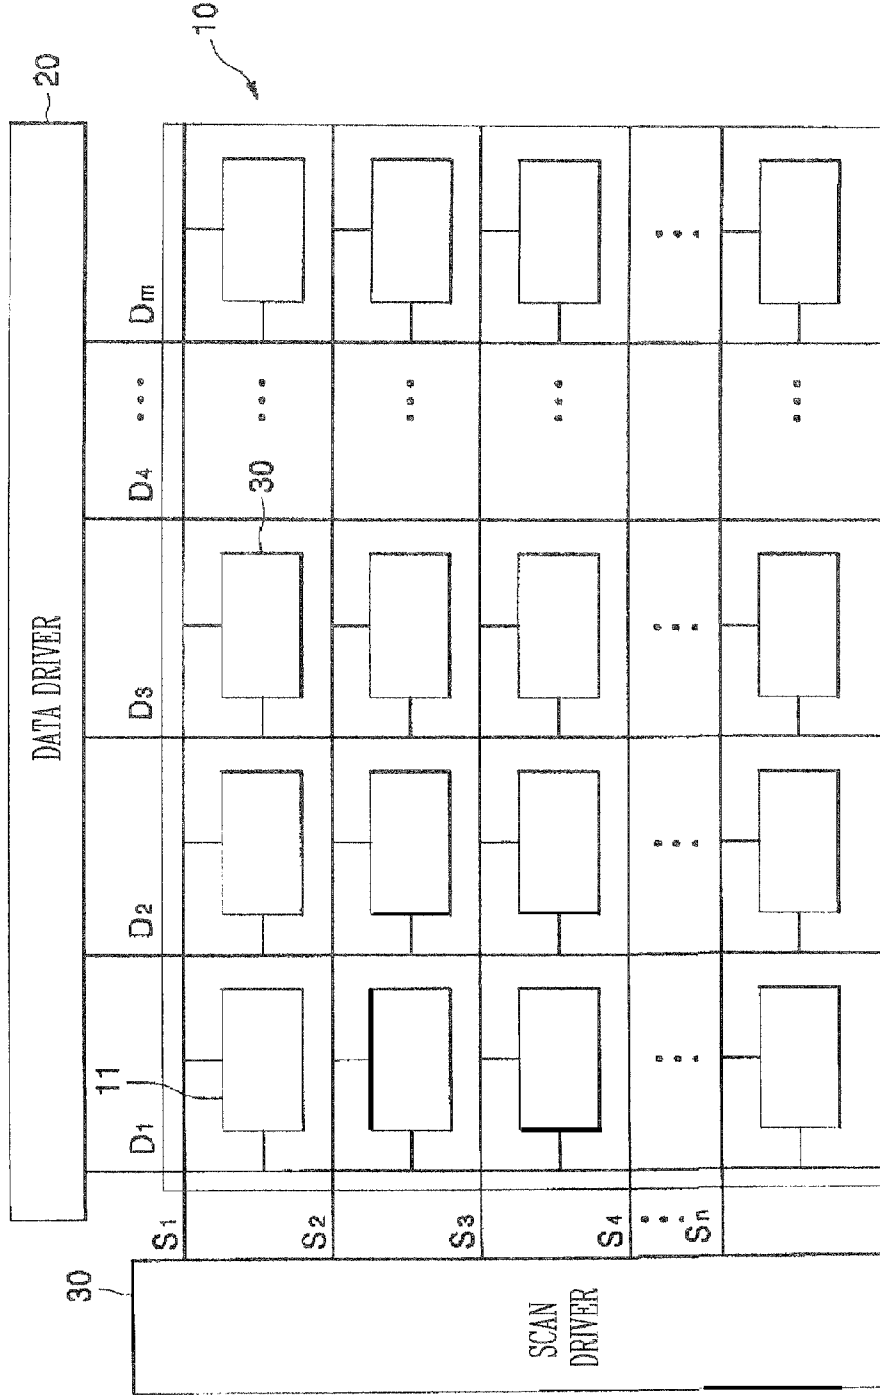 20
DATA DRIVER
10
D1
D2
D3
D4
...
Dm
11
30
30
S1
S2
S3
S4
Sn
SCAN
DRIVER